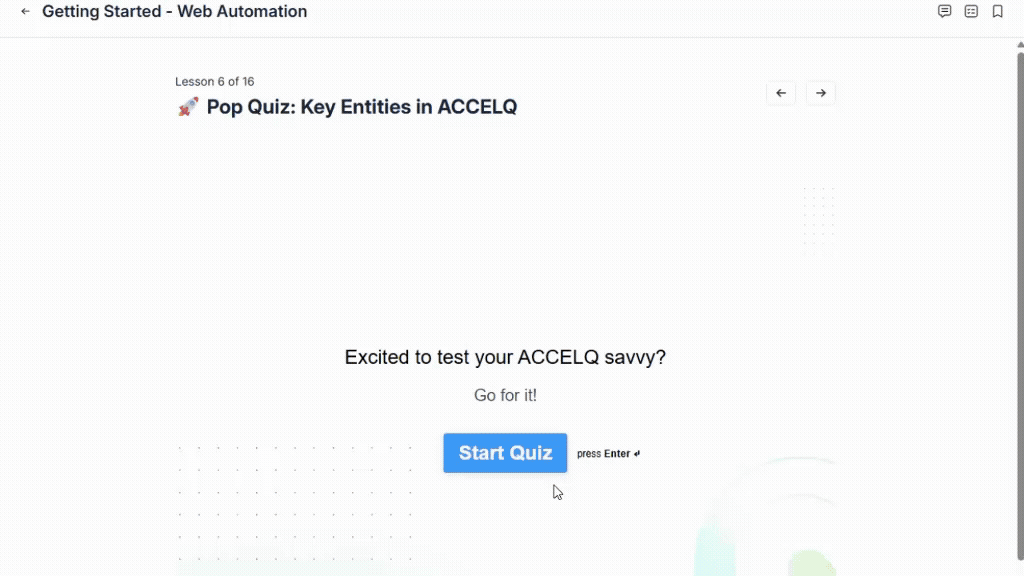 Getting Started - Web Automation
Lesson 6 of 16
🚀 Pop Quiz: Key Entities in ACCELQ
Excited to test your ACCELQ savvy?
Go for it!
Start Quiz
press Enter ↵